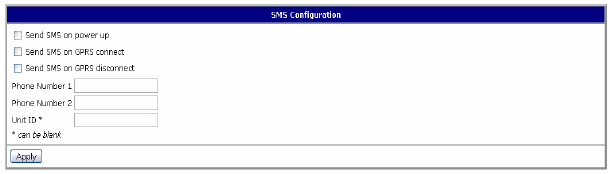 SMS Configuration
Send SMS on power up
Send SMS on GPRS connect
Send SMS on GPRS disconnect
Phone Number 1
Phone Number 2
Unit ID *
* can be blank
Apply